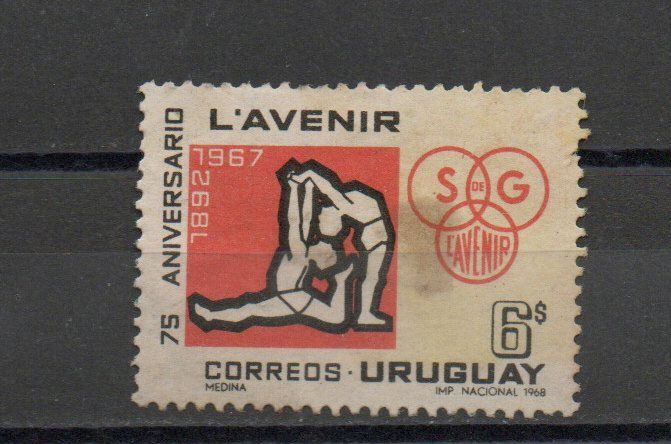 L'AVENIR
75 ANIVERSARIO
1892
1967
S DE G
L'AVENIR
6$
CORREOS · URUGUAY
MEDINA
IMP. NACIONAL 1968